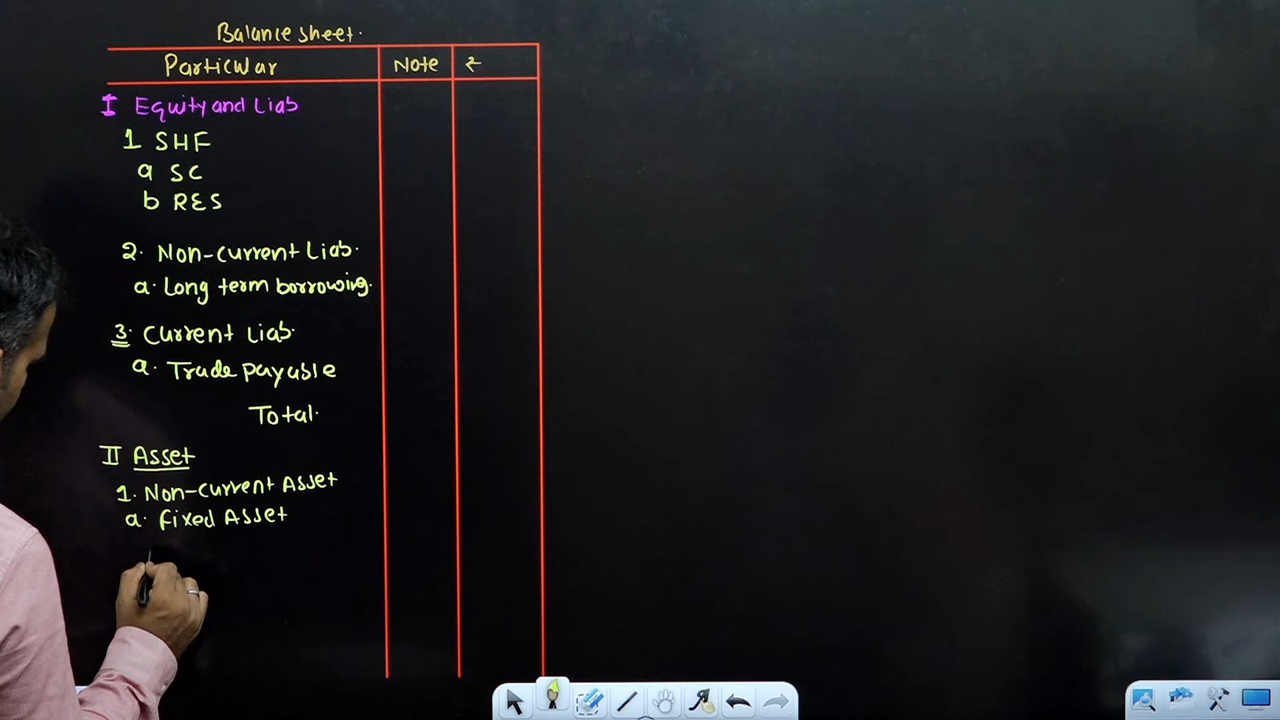 Balance sheet.
Particular Note ₹
I Equity and Liab
1 SHF
a SC
b RES
2. Non-current Liab.
a. Long term borrowing.
3. Current Liab.
a. Trade payable
Total.
II Asset
1. Non-current Asset
a. Fixed Asset